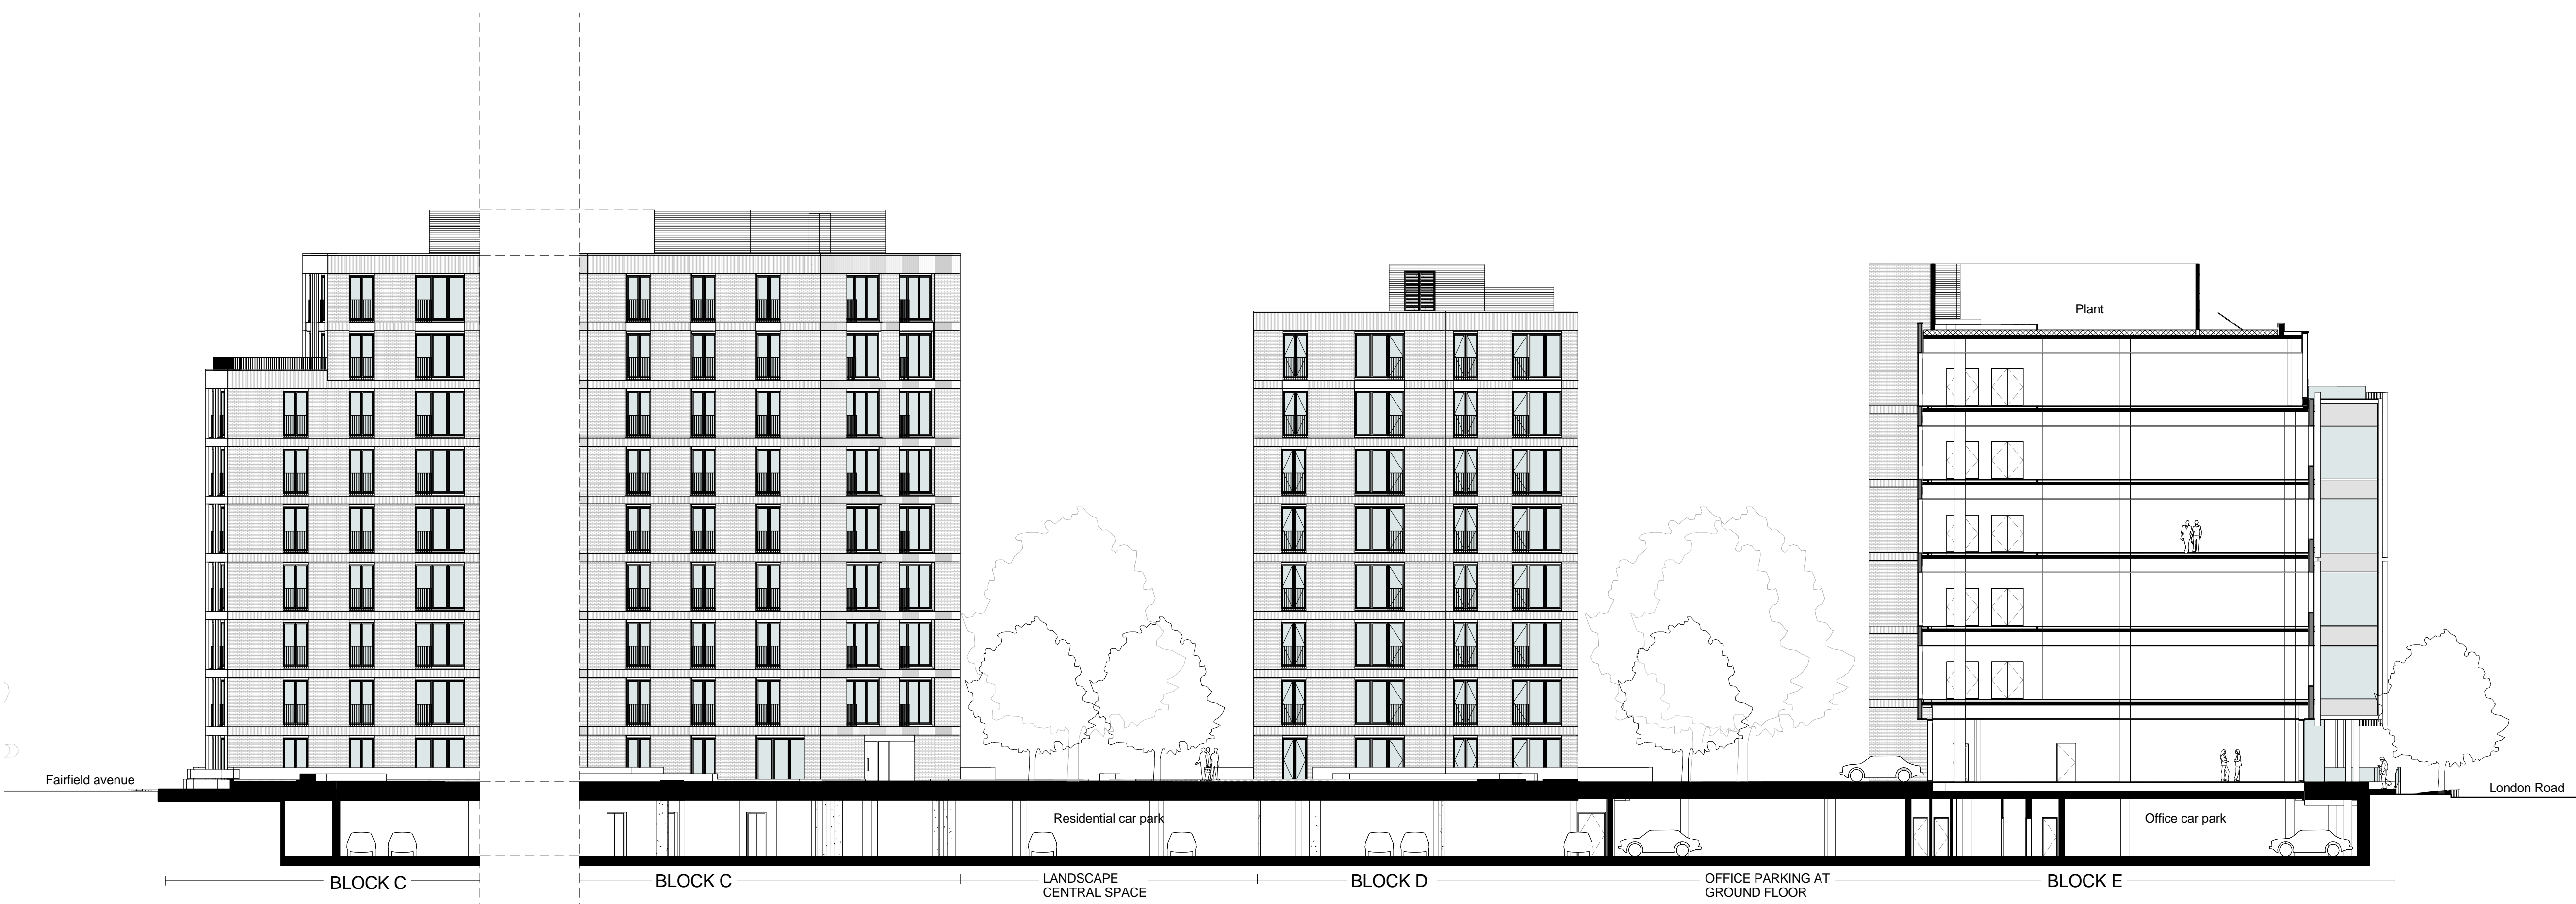 Plant
Fairfield avenue
London Road
Residential car park
Office car park
BLOCK C
BLOCK C
LANDSCAPE
CENTRAL SPACE
BLOCK D
OFFICE PARKING AT
GROUND FLOOR
BLOCK E